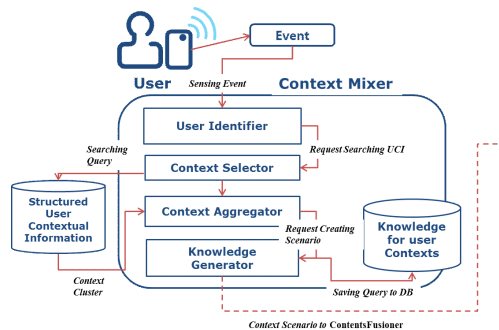 Event
User
Sensing Event
Context Mixer
User Identifier
Searching
Query
Request Searching UCI
Context Selector
Structured
User
Contextual
Information
Context Aggregator
Request Creating
Scenario
Knowledge
for user
Contexts
Knowledge
Generator
Context
Cluster
Saving Query to DB
Context Scenario to ContentsFusioner